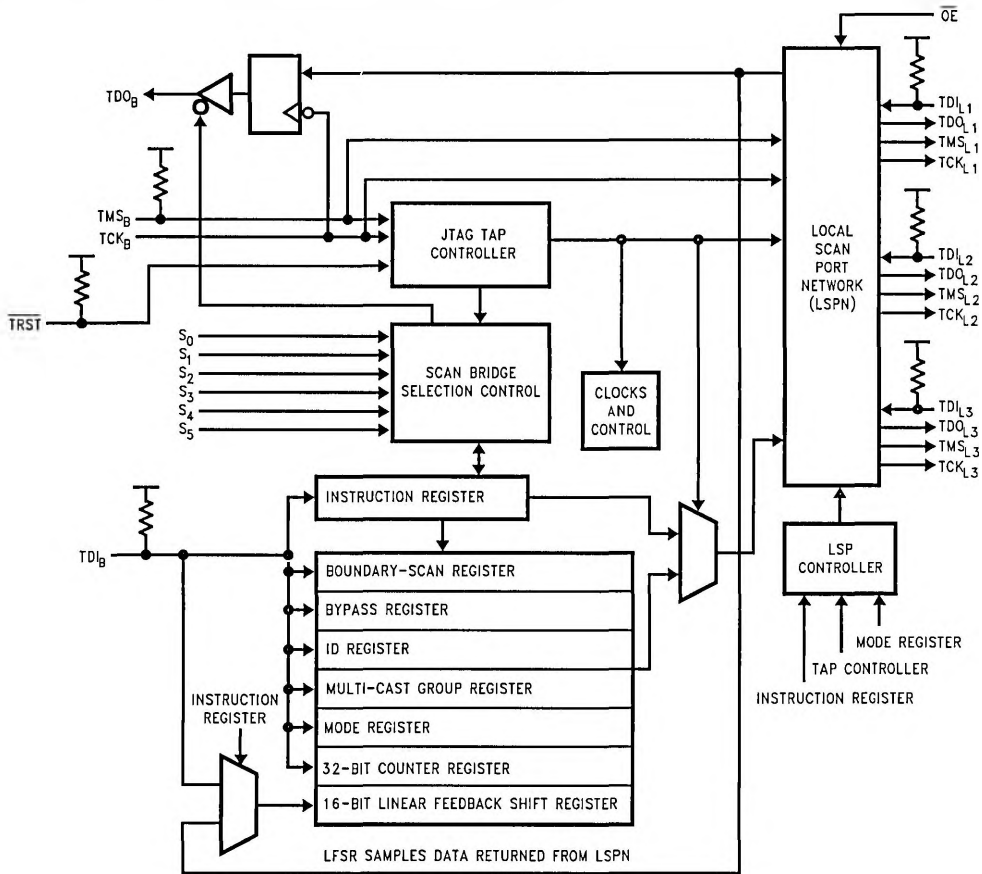 OE
TDO_B
TDI_L1
TDO_L1
TMS_L1
TCK_L1
TMS_B
TCK_B
JTAG TAP
CONTROLLER
LOCAL
SCAN
PORT
NETWORK
(LSPN)
TDI_L2
TDO_L2
TMS_L2
TCK_L2
TRST
S_0
S_1
S_2
S_3
S_4
S_5
SCAN BRIDGE
SELECTION CONTROL
CLOCKS
AND
CONTROL
TDI_L3
TDO_L3
TMS_L3
TCK_L3
INSTRUCTION REGISTER
TDI_B
LSP
CONTROLLER
BOUNDARY-SCAN REGISTER
BYPASS REGISTER
ID REGISTER
MULTI-CAST GROUP REGISTER
MODE REGISTER
32-BIT COUNTER REGISTER
16-BIT LINEAR FEEDBACK SHIFT REGISTER
MODE REGISTER
TAP CONTROLLER
INSTRUCTION REGISTER
INSTRUCTION
REGISTER
LFSR SAMPLES DATA RETURNED FROM LSPN